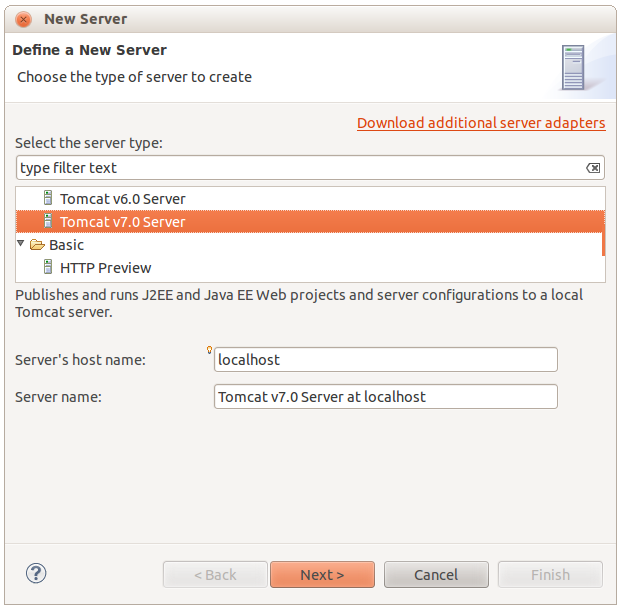 New Server
Define a New Server
Choose the type of server to create
Download additional server adapters
Select the server type:
type filter text
Tomcat v6.0 Server
Tomcat v7.0 Server
Basic
HTTP Preview
Publishes and runs J2EE and Java EE Web projects and server configurations to a local
Tomcat server.
Server's host name: localhost
Server name: Tomcat v7.0 Server at localhost
? < Back Next > Cancel Finish